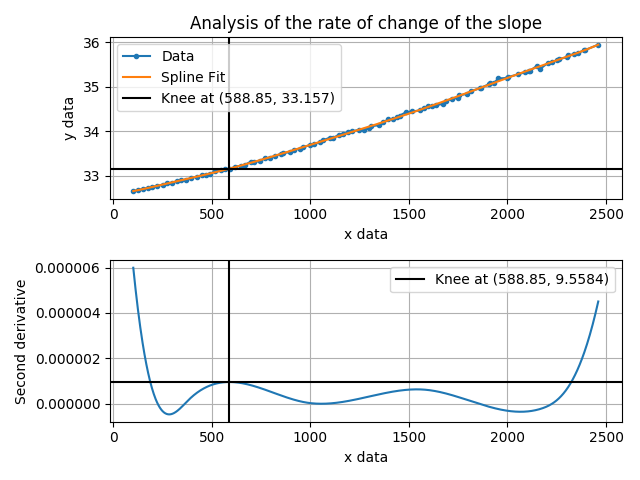 Analysis of the rate of change of the slope
36
35
34
33
y data
Data
Spline Fit
Knee at (588.85, 33.157)
0 500 1000 1500 2000 2500
x data
0.000006
0.000004
0.000002
0.000000
Second derivative
Knee at (588.85, 9.5584)
0 500 1000 1500 2000 2500
x data